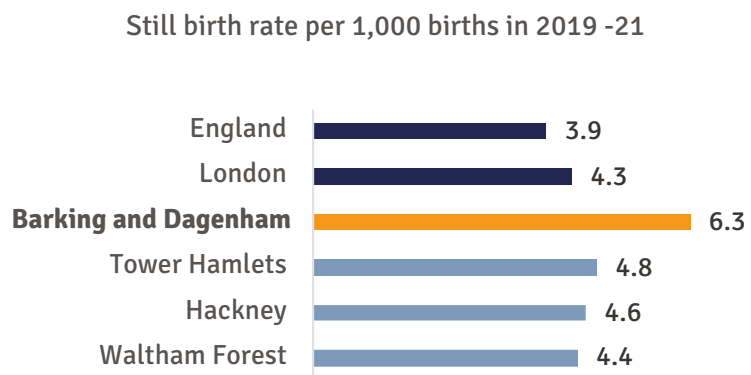 Still birth rate per 1,000 births in 2019 -21
England 3.9
London 4.3
Barking and Dagenham 6.3
Tower Hamlets 4.8
Hackney 4.6
Waltham Forest 4.4